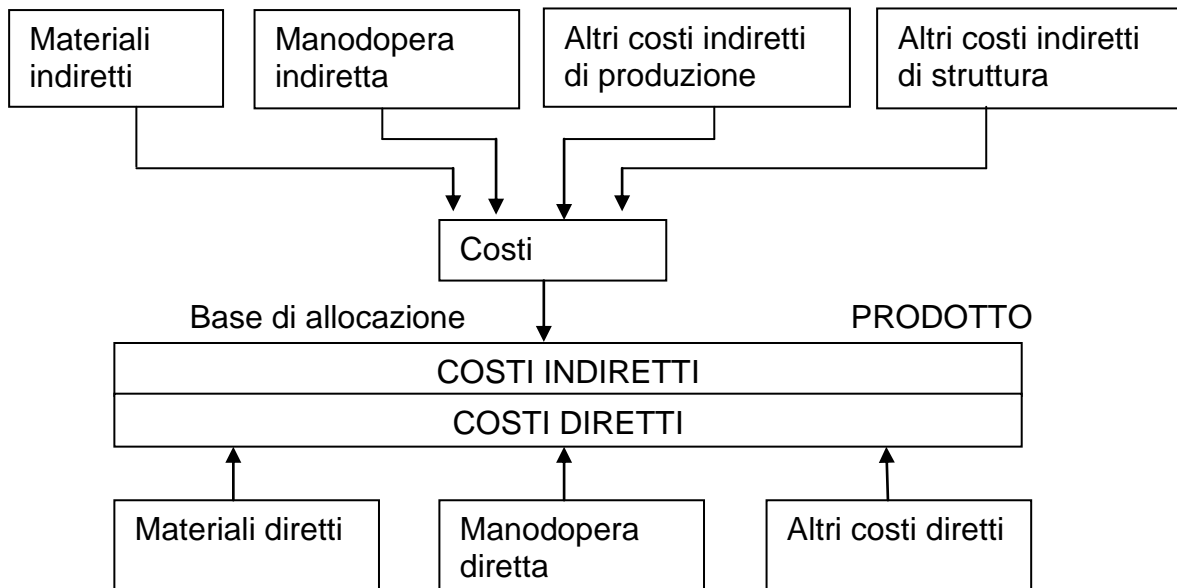 Materiali
indiretti
Manodopera
indiretta
Altri costi indiretti
di produzione
Altri costi indiretti
di struttura
Costi
Base di allocazione
PRODOTTO
COSTI INDIRETTI
COSTI DIRETTI
Materiali diretti
Manodopera
diretta
Altri costi diretti